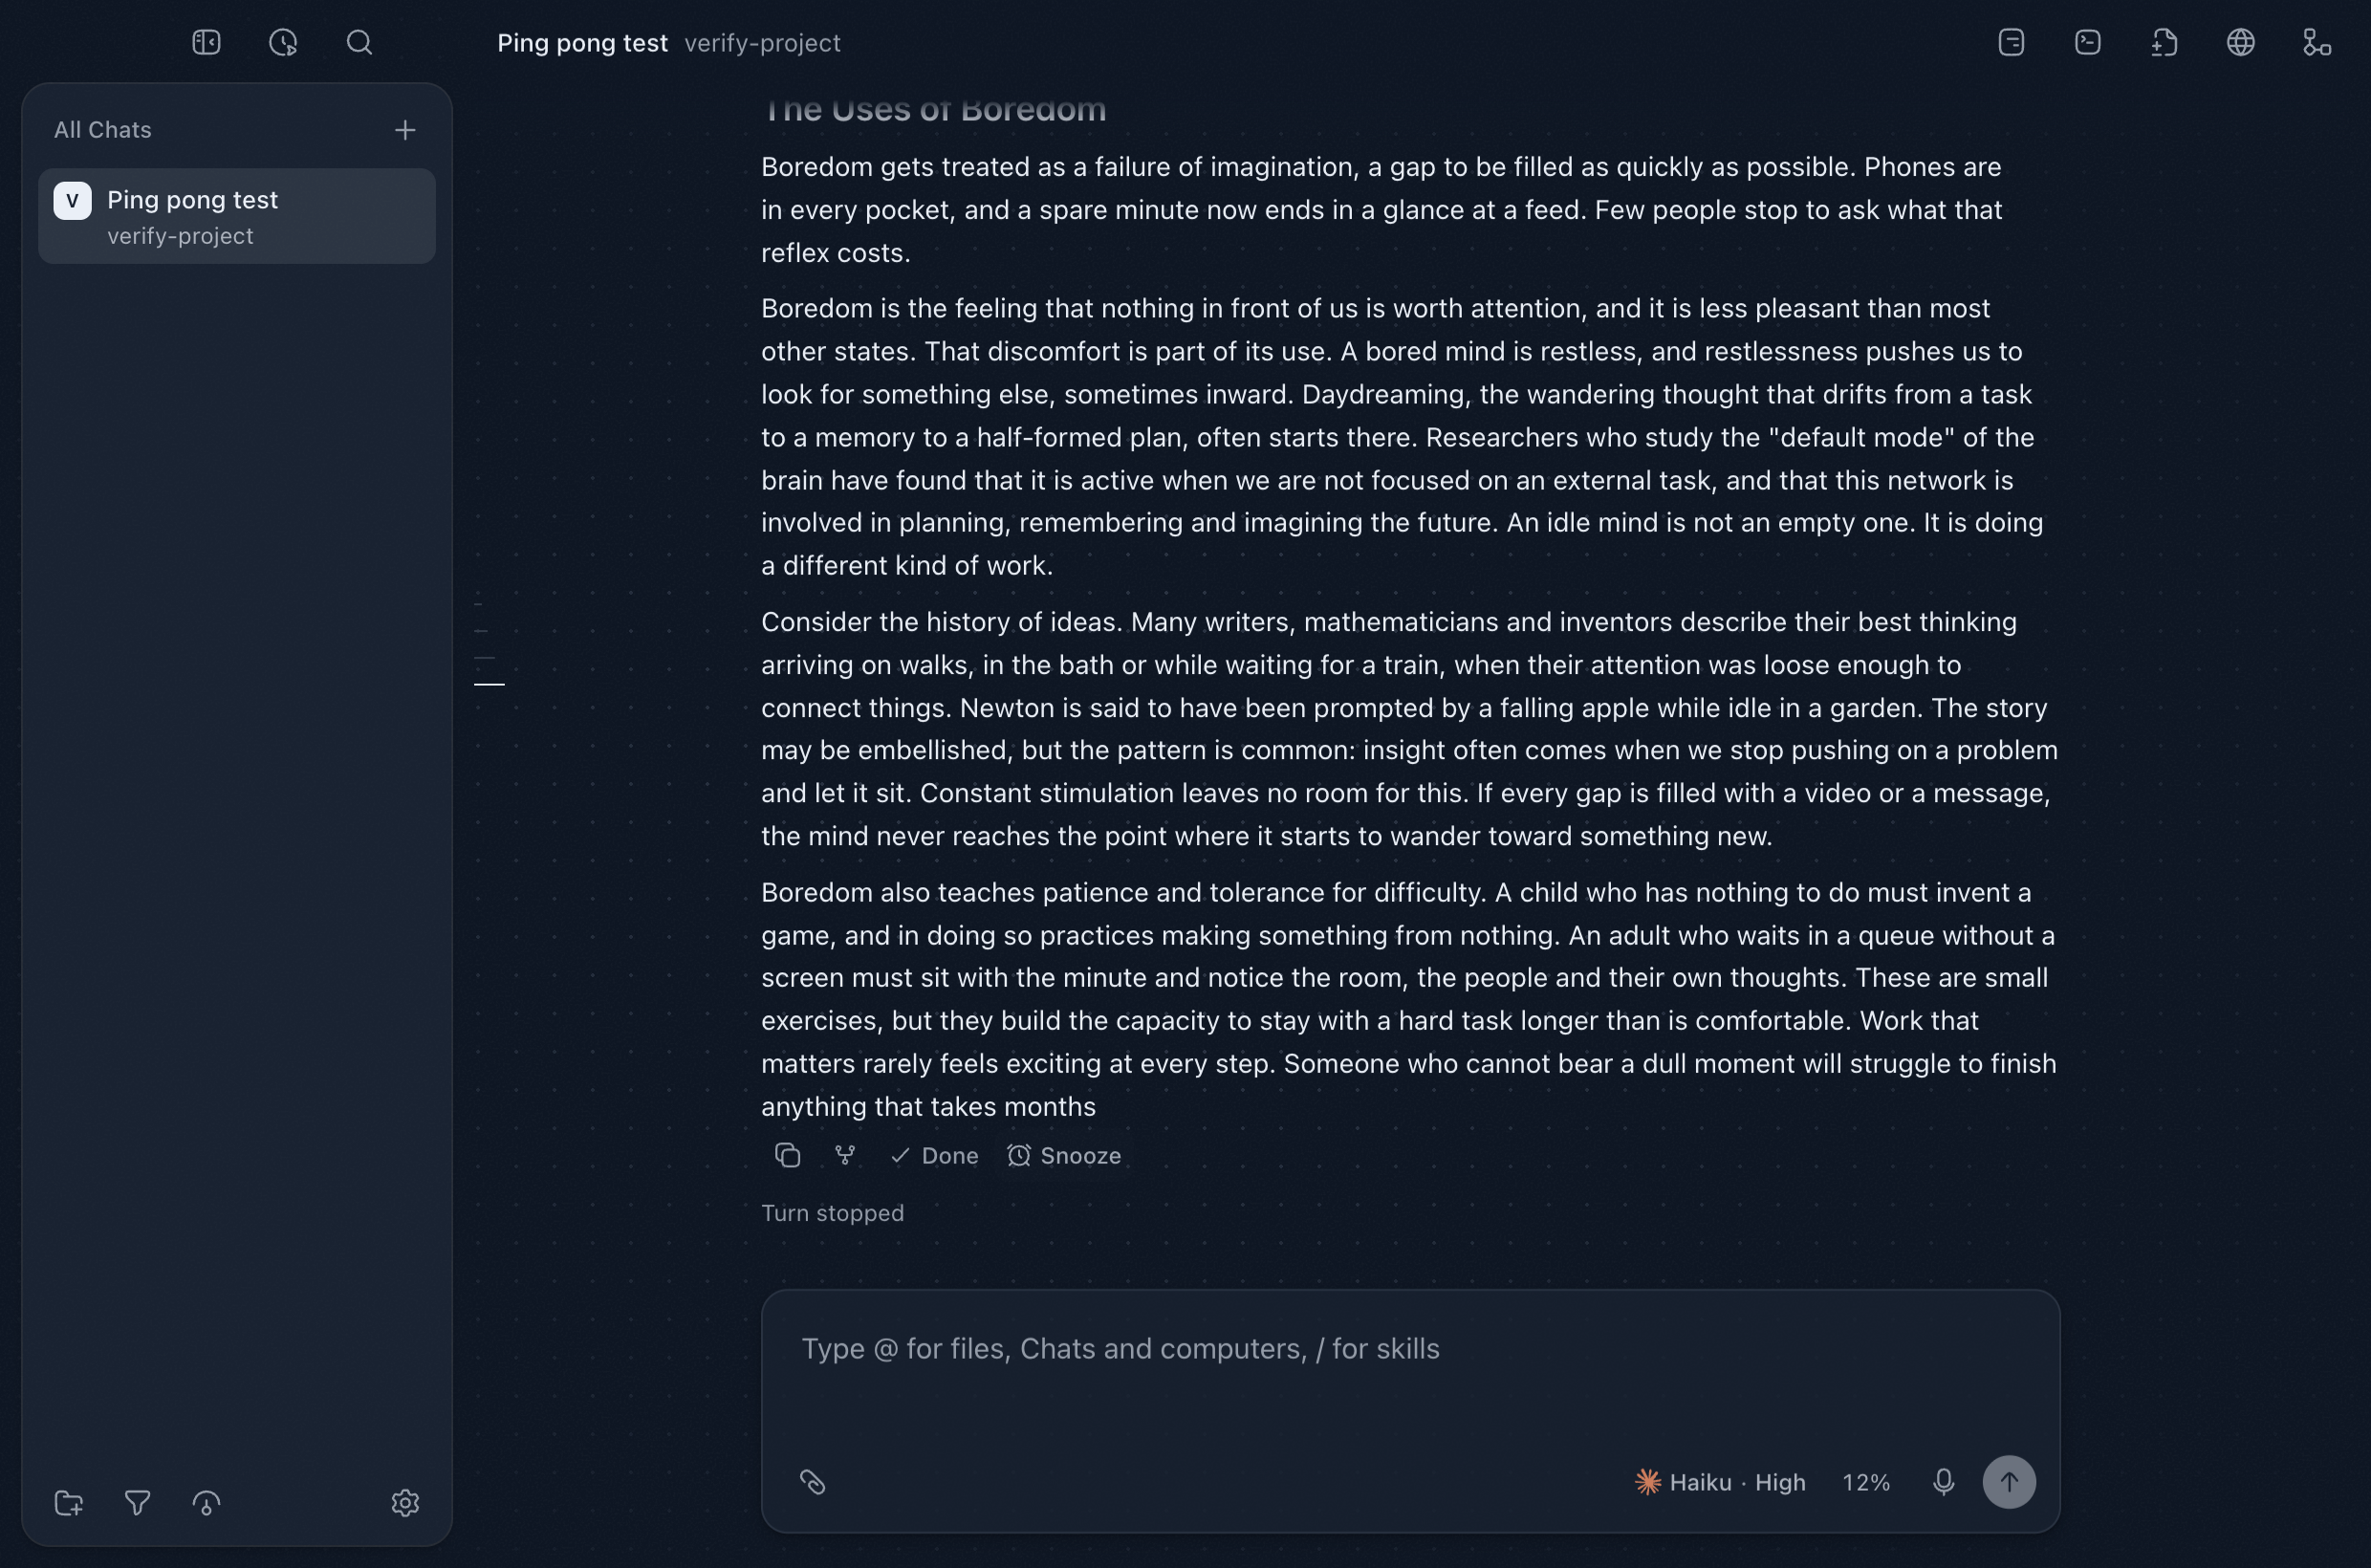 Ping pong test verify-project
All Chats
V
Ping pong test
verify-project
The Uses of Boredom
Boredom gets treated as a failure of imagination, a gap to be filled as quickly as possible. Phones are
in every pocket, and a spare minute now ends in a glance at a feed. Few people stop to ask what that
reflex costs.
Boredom is the feeling that nothing in front of us is worth attention, and it is less pleasant than most
other states. That discomfort is part of its use. A bored mind is restless, and restlessness pushes us to
look for something else, sometimes inward. Daydreaming, the wandering thought that drifts from a task
to a memory to a half-formed plan, often starts there. Researchers who study the "default mode" of the
brain have found that it is active when we are not focused on an external task, and that this network is
involved in planning, remembering and imagining the future. An idle mind is not an empty one. It is doing
a different kind of work.
Consider the history of ideas. Many writers, mathematicians and inventors describe their best thinking
arriving on walks, in the bath or while waiting for a train, when their attention was loose enough to
connect things. Newton is said to have been prompted by a falling apple while idle in a garden. The story
may be embellished, but the pattern is common: insight often comes when we stop pushing on a problem
and let it sit. Constant stimulation leaves no room for this. If every gap is filled with a video or a message,
the mind never reaches the point where it starts to wander toward something new.
Boredom also teaches patience and tolerance for difficulty. A child who has nothing to do must invent a
game, and in doing so practices making something from nothing. An adult who waits in a queue without a
screen must sit with the minute and notice the room, the people and their own thoughts. These are small
exercises, but they build the capacity to stay with a hard task longer than is comfortable. Work that
matters rarely feels exciting at every step. Someone who cannot bear a dull moment will struggle to finish
anything that takes months
Done Snooze
Turn stopped
Type @ for files, Chats and computers, / for skills
Haiku · High 12%